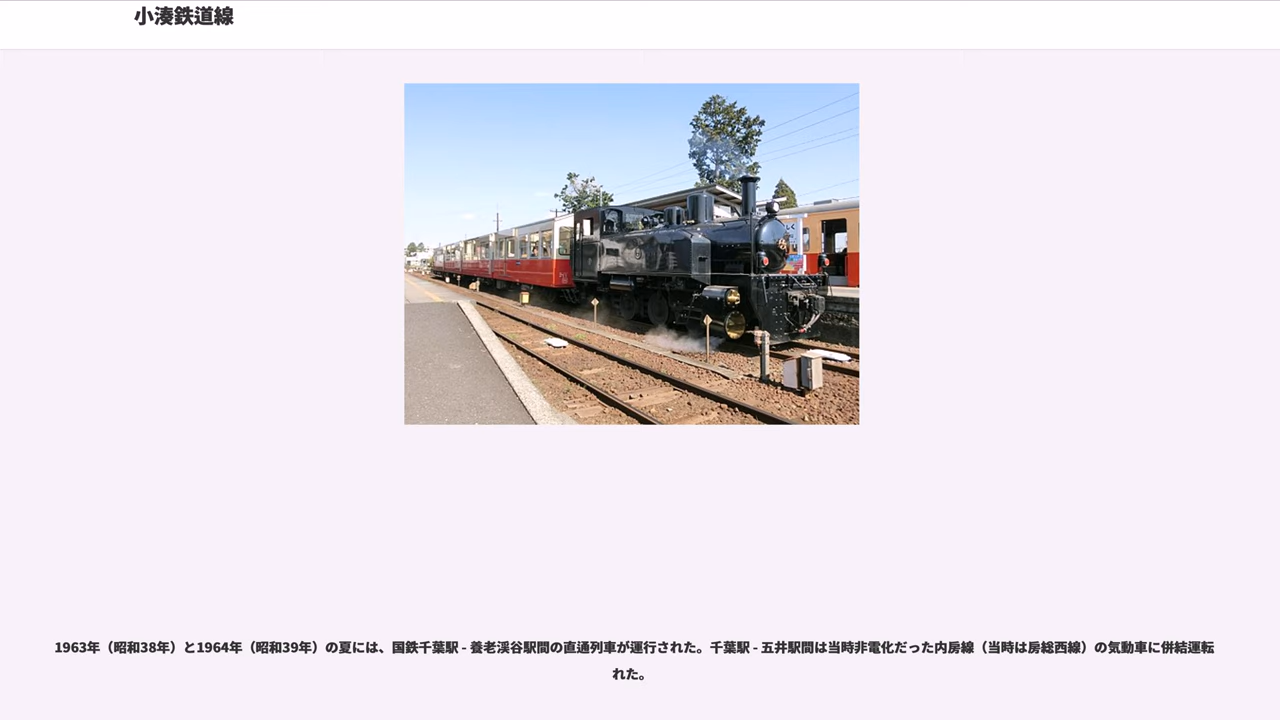 小湊鉄道線
1963年（昭和38年）と1964年（昭和39年）の夏には、国鉄千葉駅 - 養老渓谷駅間の直通列車が運行された。千葉駅 - 五井駅間は当時非電化だった内房線（当時は房総西線）の気動車に併結運転
れた。